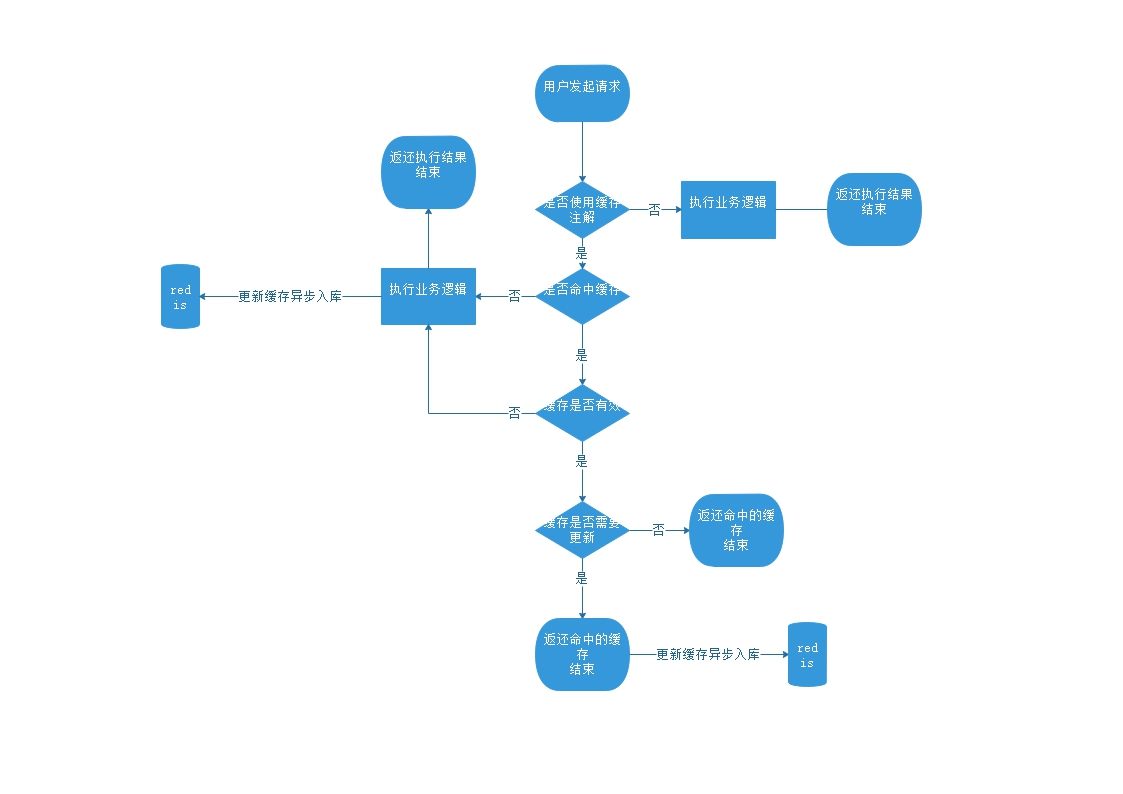 用户发起请求
返还执行结果
结束
是否使用缓存
注解
否
执行业务逻辑
返还执行结果
结束
是
red
is
更新缓存异步入库
执行业务逻辑
否
是否命中缓存
是
否
缓存是否有效
是
缓存是否需要
更新
否
返还命中的缓
存
结束
是
返还命中的缓
存
结束
更新缓存异步入库
red
is